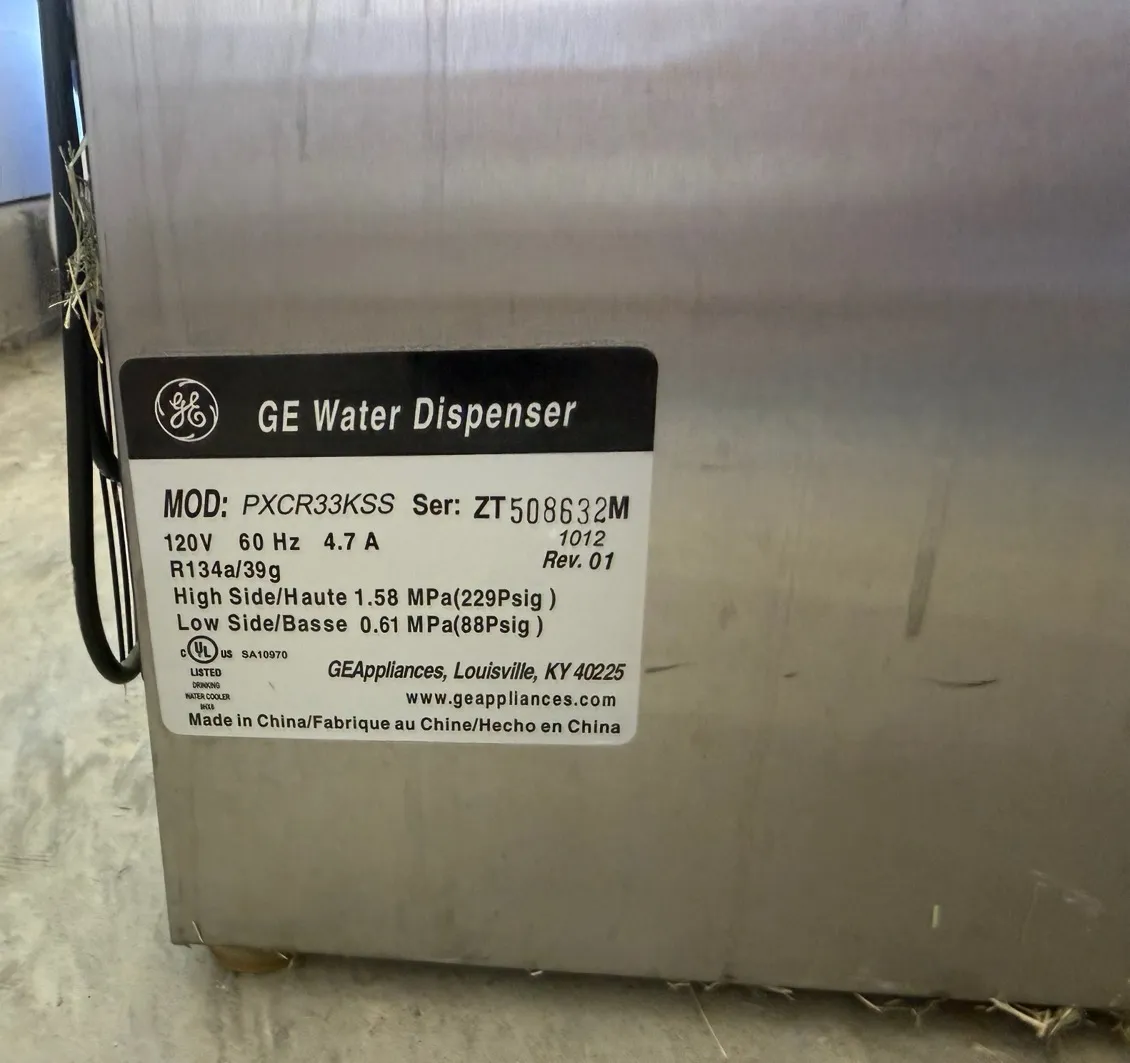 GE GE Water Dispenser
MOD: PXCR33KSS Ser: ZT508632M
120V 60 Hz 4.7 A 1012
R134a/39g Rev. 01
High Side/Haute 1.58 MPa(229Psig )
Low Side/Basse 0.61 MPa(88Psig )
C UL US SA10970
LISTED
DRINKING
WATER COOLER
GEAppliances, Louisville, KY 40225
www.geappliances.com
Made in China/Fabrique au Chine/Hecho en China